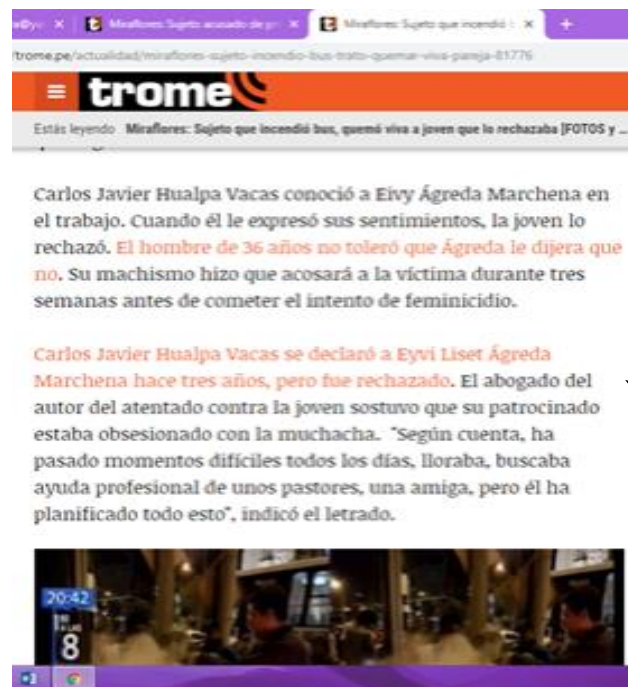 Miraflores: Sujeto acusado de
Miraflores: Sujeto que incendió
trome.pe/actualidad/miraflores-sujeto-incendio-bus-trato-quemar-viva-pareja-81776
trome
Estás leyendo Miraflores: Sujeto que incendió bus, quemó viva a joven que lo rechazaba [FOTOS y ...
Carlos Javier Hualpa Vacas conoció a Eivy Ágreda Marchena en
el trabajo. Cuando él le expresó sus sentimientos, la joven lo
rechazó. El hombre de 36 años no toleró que Ágreda le dijera que
no. Su machismo hizo que acosará a la víctima durante tres
semanas antes de cometer el intento de feminicidio.
Carlos Javier Hualpa Vacas se declaró a Eyvi Liset Ágreda
Marchena hace tres años, pero fue rechazado. El abogado del
autor del atentado contra la joven sostuvo que su patrocinado
estaba obsesionado con la muchacha. "Según cuenta, ha
pasado momentos difíciles todos los días, lloraba, buscaba
ayuda profesional de unos pastores, una amiga, pero él ha
planificado todo esto", indicó el letrado.
20:42
8